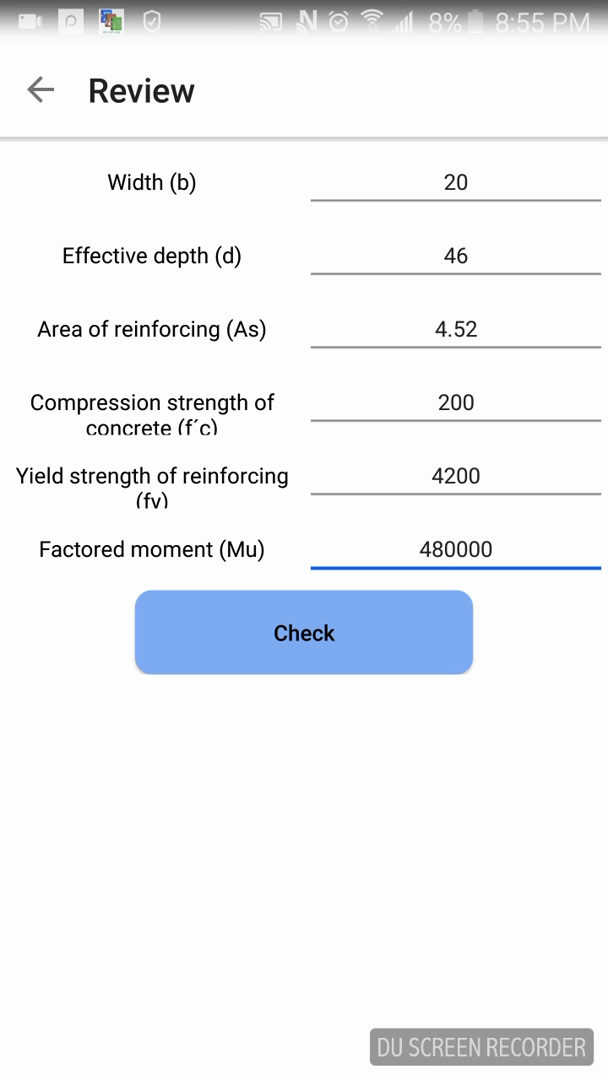 8% 8:55 PM
Review
Width (b) 20
Effective depth (d) 46
Area of reinforcing (As) 4.52
Compression strength of
concrete (f´c) 200
Yield strength of reinforcing
(fy) 4200
Factored moment (Mu) 480000
Check
DU SCREEN RECORDER